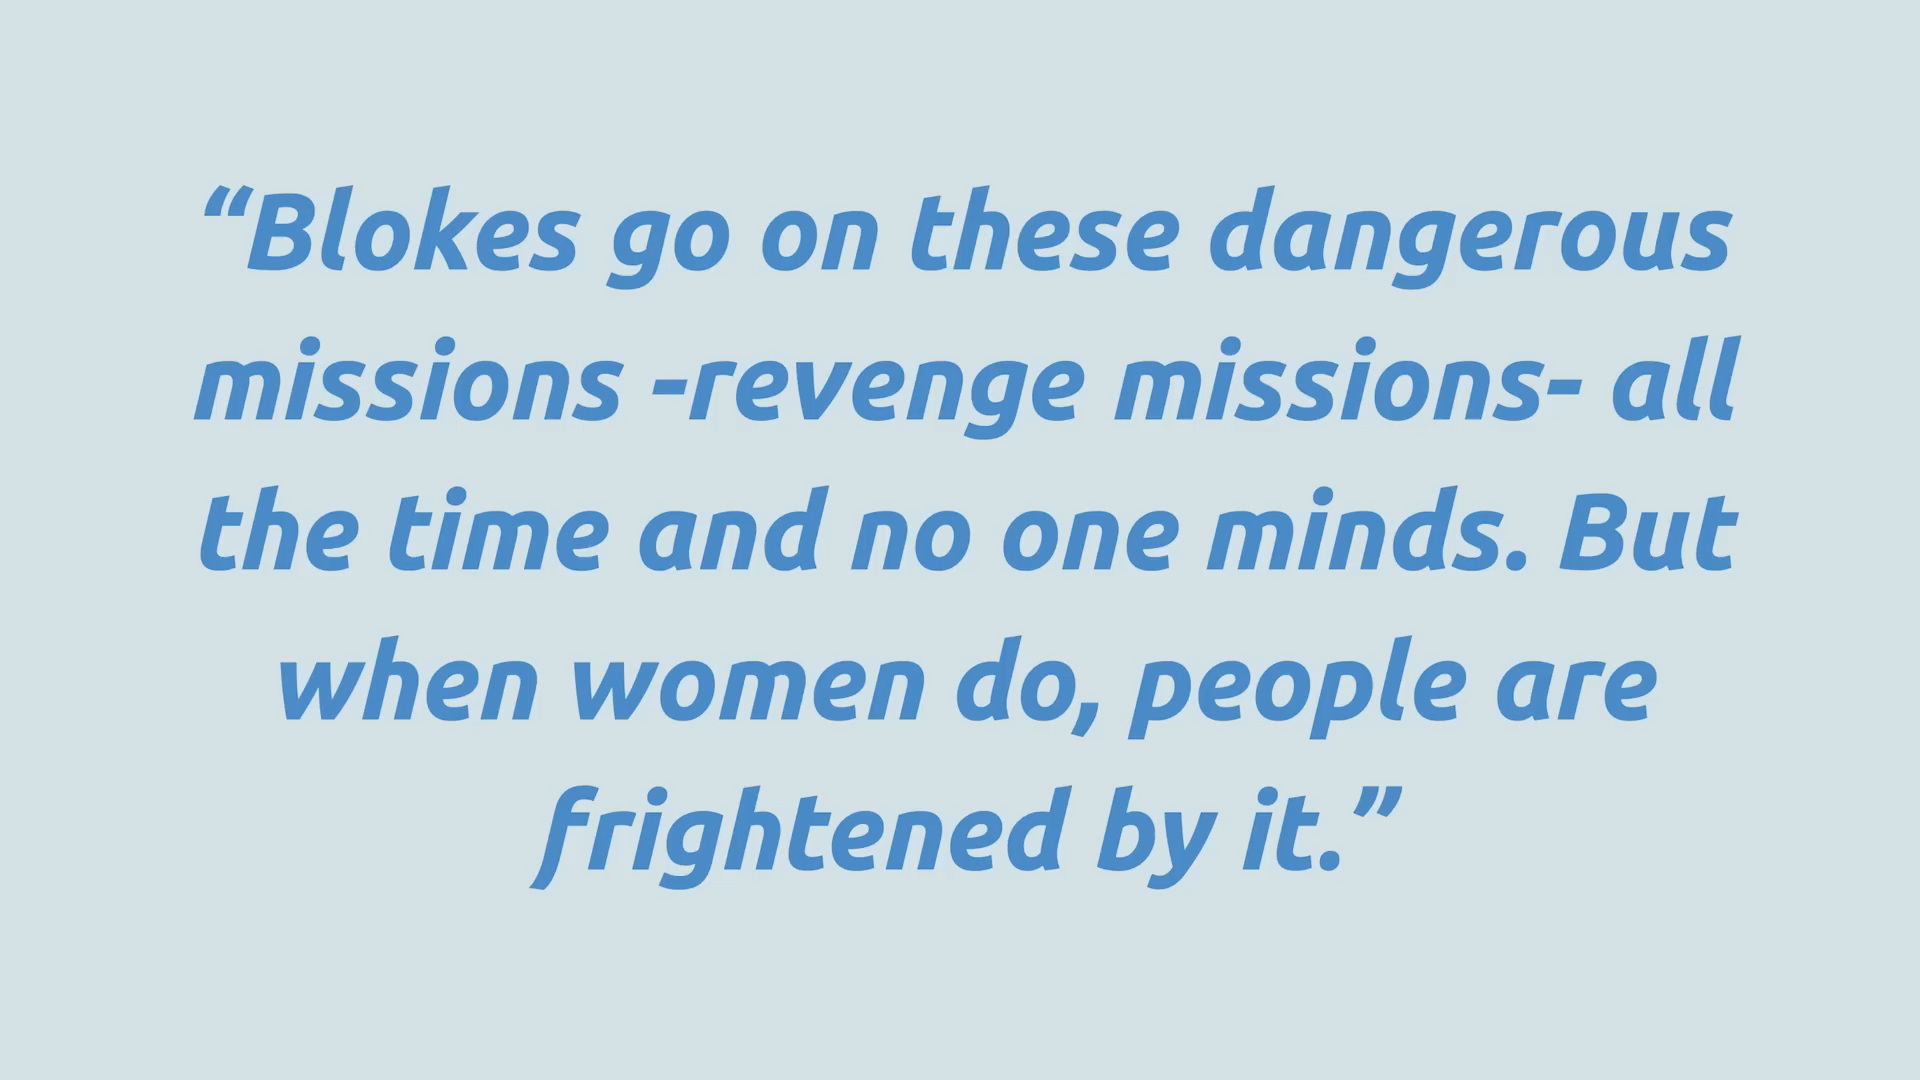 “Blokes go on these dangerous
missions -revenge missions- all
the time and no one minds. But
when women do, people are
frightened by it.”